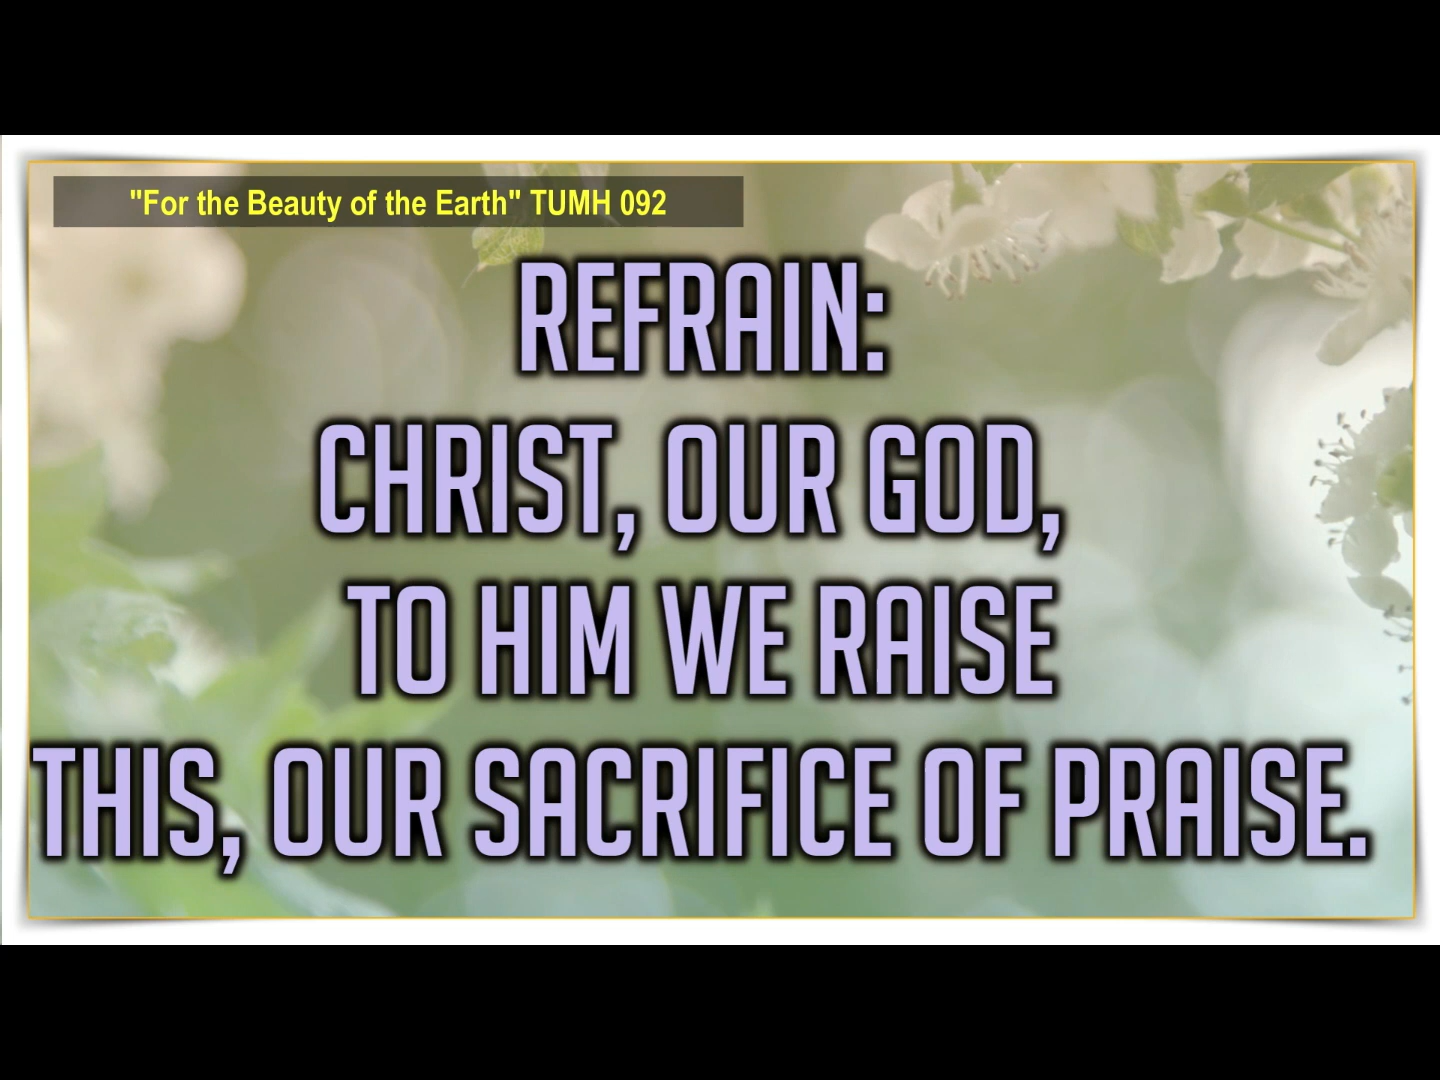 "For the Beauty of the Earth" TUMH 092
REFRAIN:
CHRIST, OUR GOD,
TO HIM WE RAISE
THIS, OUR SACRIFICE OF PRAISE.